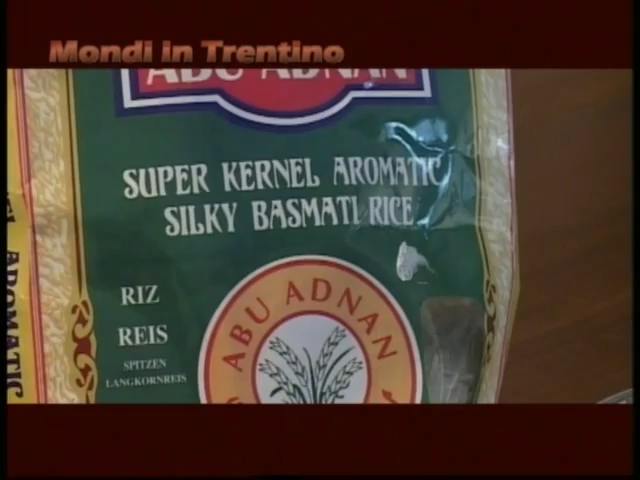 Mondi in Trentino
ABU ADNAN
SUPER KERNEL AROMATIC
SILKY BASMATI RICE
RIZ
REIS
SPITZEN
LANGKORNREIS
ABU ADNAN
AROMATIC